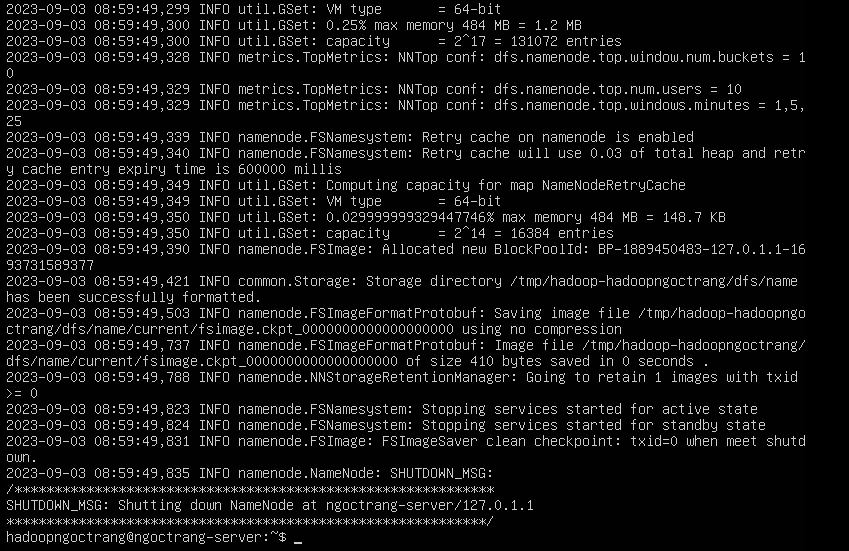 2023-09-03 08:59:49,299 INFO util.GSet: VM type       = 64-bit
2023-09-03 08:59:49,300 INFO util.GSet: 0.25% max memory 484 MB = 1.2 MB
2023-09-03 08:59:49,300 INFO util.GSet: capacity      = 2^17 = 131072 entries
2023-09-03 08:59:49,328 INFO metrics.TopMetrics: NNTop conf: dfs.namenode.top.window.num.buckets = 1
0
2023-09-03 08:59:49,329 INFO metrics.TopMetrics: NNTop conf: dfs.namenode.top.num.users = 10
2023-09-03 08:59:49,329 INFO metrics.TopMetrics: NNTop conf: dfs.namenode.top.windows.minutes = 1,5,
25
2023-09-03 08:59:49,339 INFO namenode.FSNamesystem: Retry cache on namenode is enabled
2023-09-03 08:59:49,340 INFO namenode.FSNamesystem: Retry cache will use 0.03 of total heap and retr
y cache entry expiry time is 600000 millis
2023-09-03 08:59:49,349 INFO util.GSet: Computing capacity for map NameNodeRetryCache
2023-09-03 08:59:49,349 INFO util.GSet: VM type       = 64-bit
2023-09-03 08:59:49,350 INFO util.GSet: 0.029999999329447746% max memory 484 MB = 148.7 KB
2023-09-03 08:59:49,350 INFO util.GSet: capacity      = 2^14 = 16384 entries
2023-09-03 08:59:49,390 INFO namenode.FSImage: Allocated new BlockPoolId: BP-1889450483-127.0.1.1-16
93731589377
2023-09-03 08:59:49,421 INFO common.Storage: Storage directory /tmp/hadoop-hadoopngoctrang/dfs/name
has been successfully formatted.
2023-09-03 08:59:49,503 INFO namenode.FSImageFormatProtobuf: Saving image file /tmp/hadoop-hadoopngo
ctrang/dfs/name/current/fsimage.ckpt_0000000000000000000 using no compression
2023-09-03 08:59:49,737 INFO namenode.FSImageFormatProtobuf: Image file /tmp/hadoop-hadoopngoctrang/
dfs/name/current/fsimage.ckpt_0000000000000000000 of size 410 bytes saved in 0 seconds .
2023-09-03 08:59:49,788 INFO namenode.NNStorageRetentionManager: Going to retain 1 images with txid
>= 0
2023-09-03 08:59:49,823 INFO namenode.FSNamesystem: Stopping services started for active state
2023-09-03 08:59:49,824 INFO namenode.FSNamesystem: Stopping services started for standby state
2023-09-03 08:59:49,831 INFO namenode.FSImage: FSImageSaver clean checkpoint: txid=0 when meet shutd
own.
2023-09-03 08:59:49,835 INFO namenode.NameNode: SHUTDOWN_MSG:
/************************************************************
SHUTDOWN_MSG: Shutting down NameNode at ngoctrang-server/127.0.1.1
************************************************************/
hadoopngoctrang@ngoctrang-server:~$ _